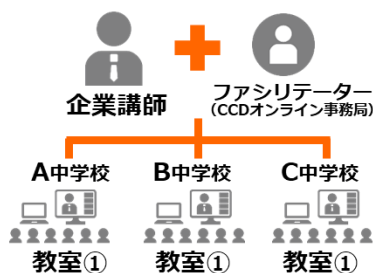 企業講師
ファシリテーター
(CCDオンライン事務局)
A中学校
B中学校
C中学校
教室①
教室①
教室①